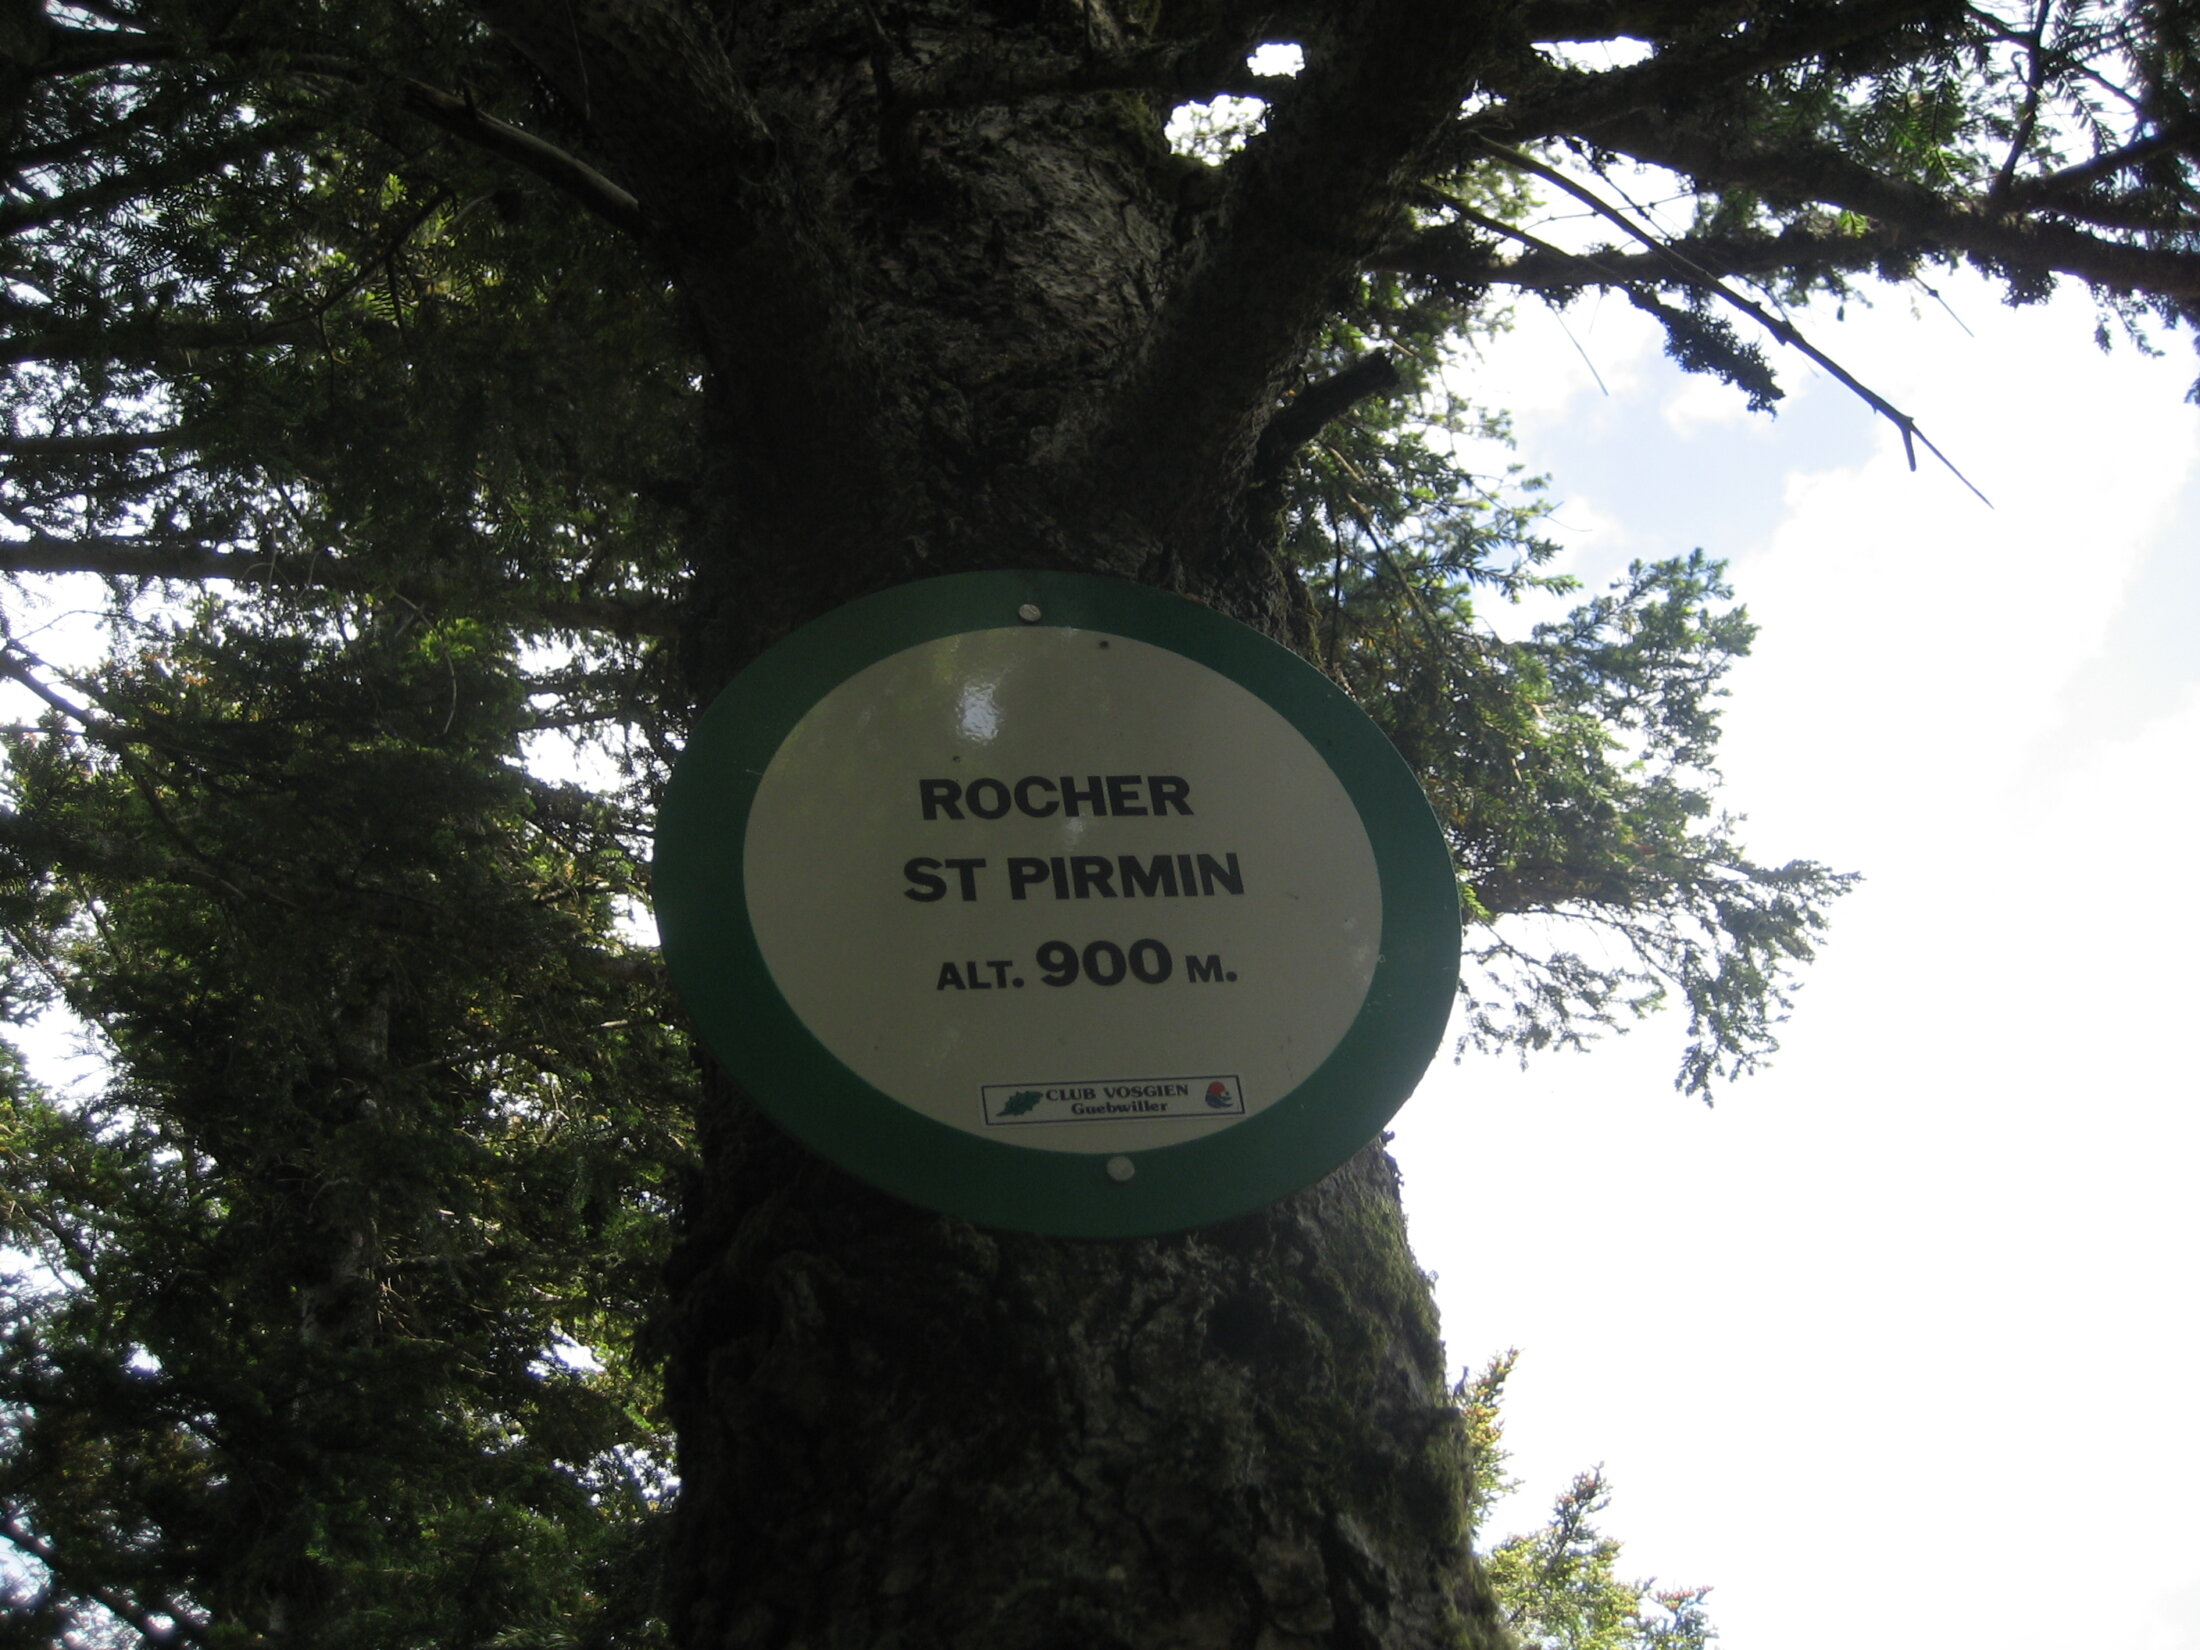 ROCHER
ST PIRMIN
ALT. 900 M.
CLUB VOSGIEN
Guebwiller